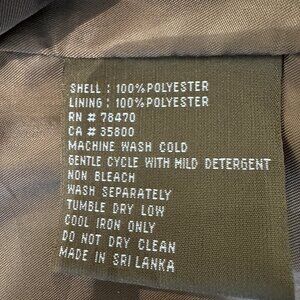 SHELL : 100% POLYESTER
LINING : 100% POLYESTER
RN # 78470
CA # 35800
MACHINE WASH COLD
GENTLE CYCLE WITH MILD DETERGENT
NON BLEACH
WASH SEPARATELY
TUMBLE DRY LOW
COOL IRON ONLY
DO NOT DRY CLEAN
MADE IN SRI LANKA